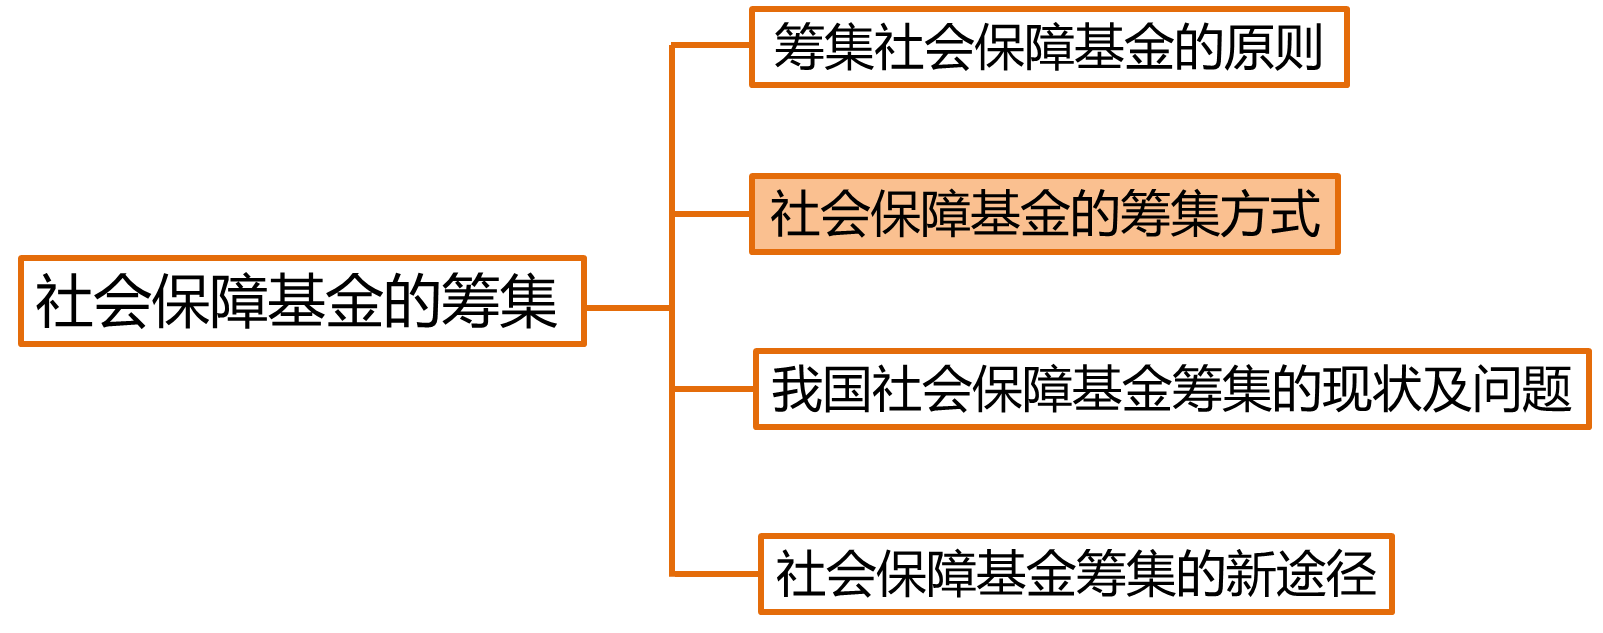 筹集社会保障基金的原则
社会保障基金的筹集方式
社会保障基金的筹集
我国社会保障基金筹集的现状及问题
社会保障基金筹集的新途径